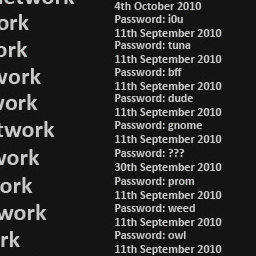 network
4th October 2010
ork
Password: i0u
11th September 2010
ork
Password: tuna
11th September 2010
work
Password: bff
11th September 2010
work
Password: dude
11th September 2010
twork
Password: gnome
11th September 2010
work
Password: ???
30th September 2010
ork
Password: prom
11th September 2010
work
Password: weed
11th September 2010
rk
Password: owl
11th September 2010